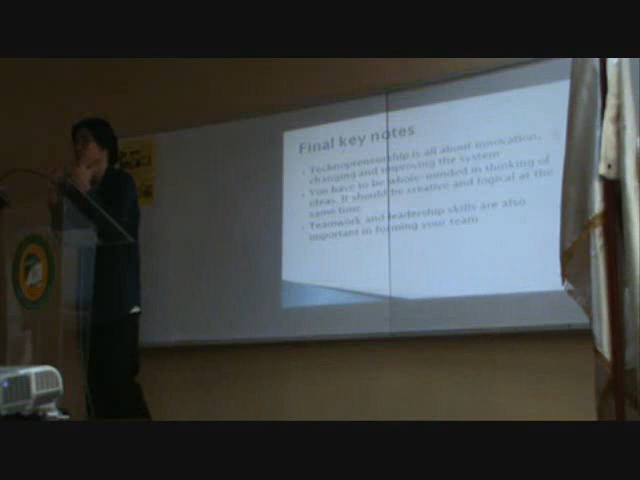 Final key notes
Technopreneurship is all about innovation,
changing and improving the system
You have to be whole-minded in thinking of
ideas. It should be creative and logical at the
same time
Teamwork and leadership skills are also
important in forming your team